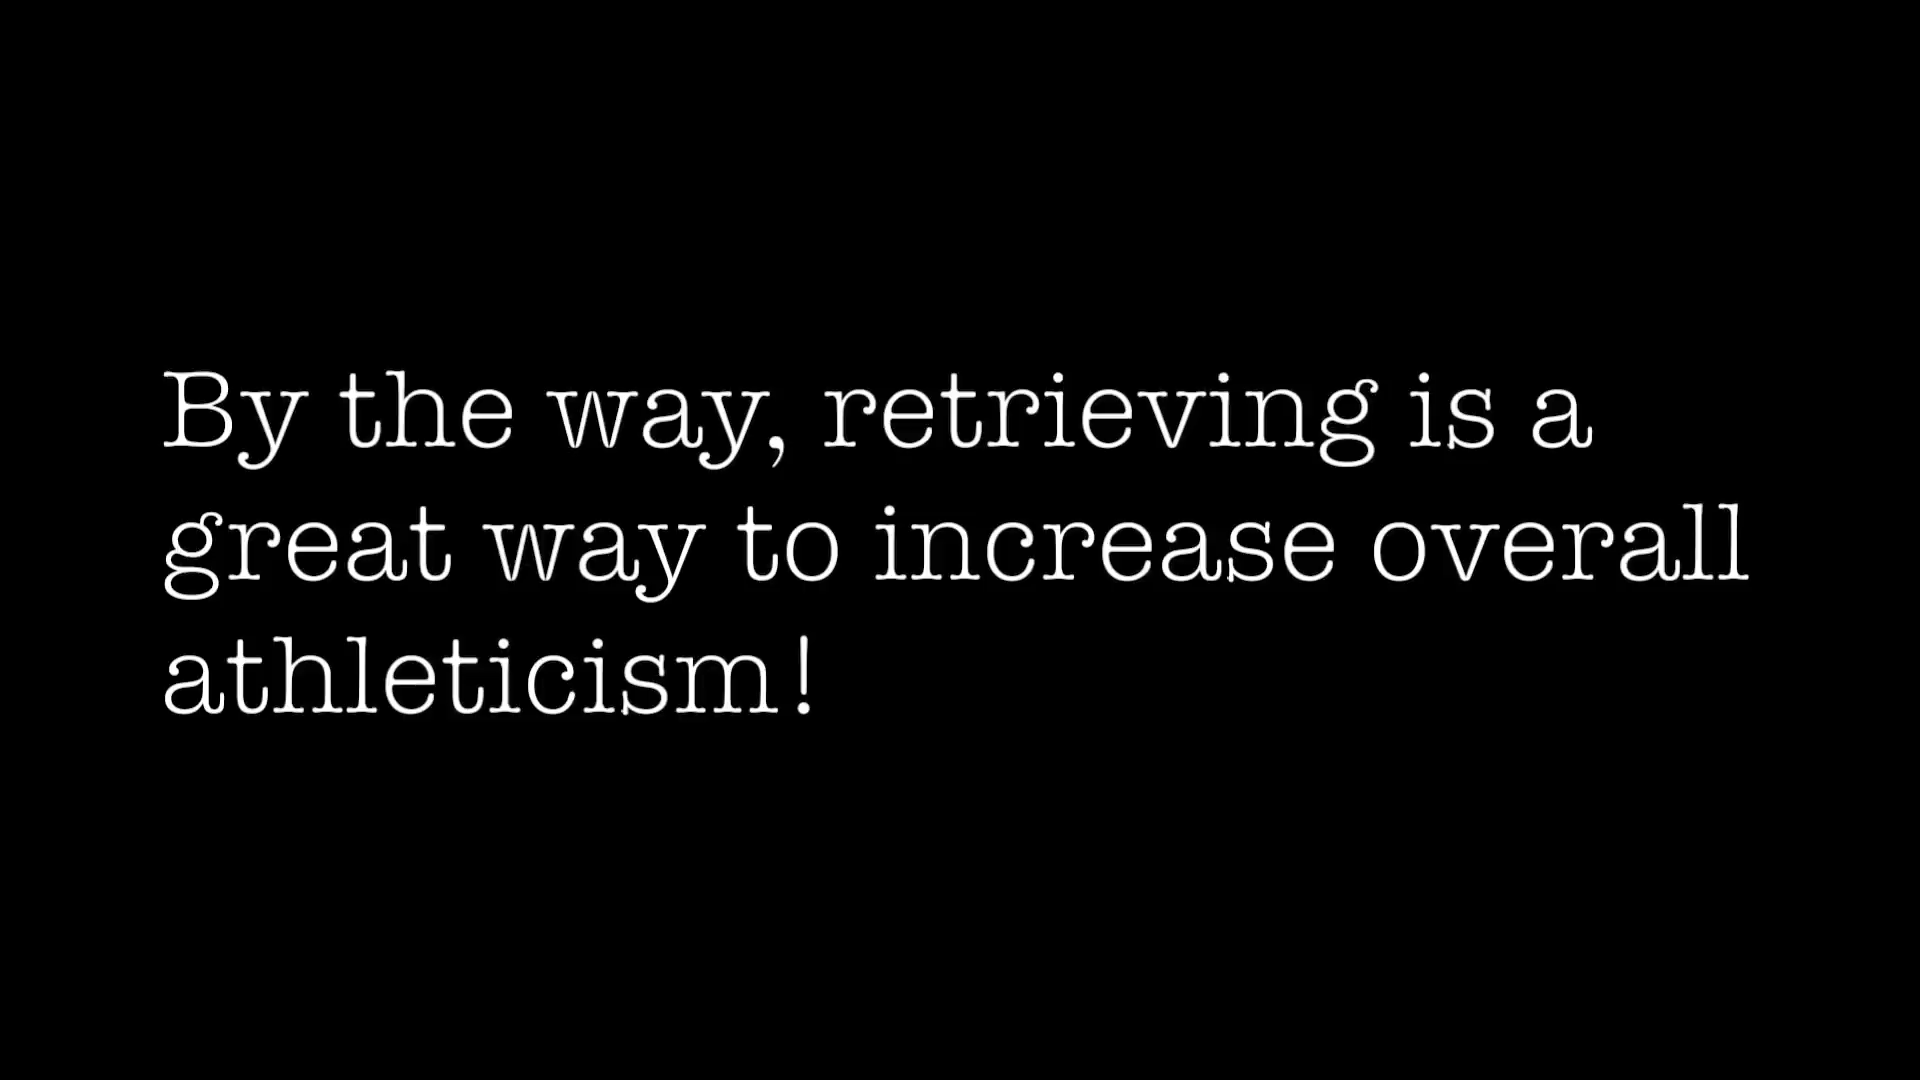 By the way, retrieving is a
great way to increase overall
athleticism!